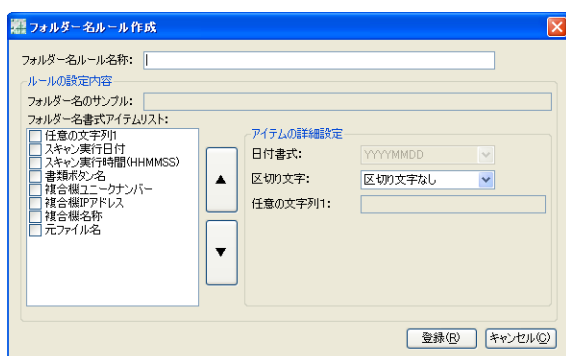 フォルダー名ルール作成
フォルダー名ルール名称:
ルールの設定内容
フォルダー名のサンプル:
フォルダー名書式アイテムリスト:
任意の文字列1
スキャン実行日付
スキャン実行時間(HHMMSS)
書類ボタン名
複合機ユニークナンバー
複合機IPアドレス
複合機名称
元ファイル名
▲
▼
アイテムの詳細設定
日付書式: YYYYMMDD
区切り文字: 区切り文字なし
任意の文字列1:
登録(R) キャンセル(C)